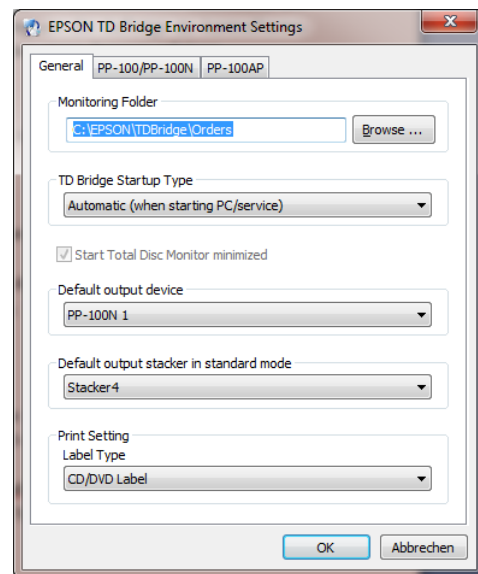 EPSON TD Bridge Environment Settings
General PP-100/PP-100N PP-100AP
Monitoring Folder
C:\EPSON\TDBridge\Orders Browse ...
TD Bridge Startup Type
Automatic (when starting PC/service)
Start Total Disc Monitor minimized
Default output device
PP-100N 1
Default output stacker in standard mode
Stacker4
Print Setting
Label Type
CD/DVD Label
OK Abbrechen